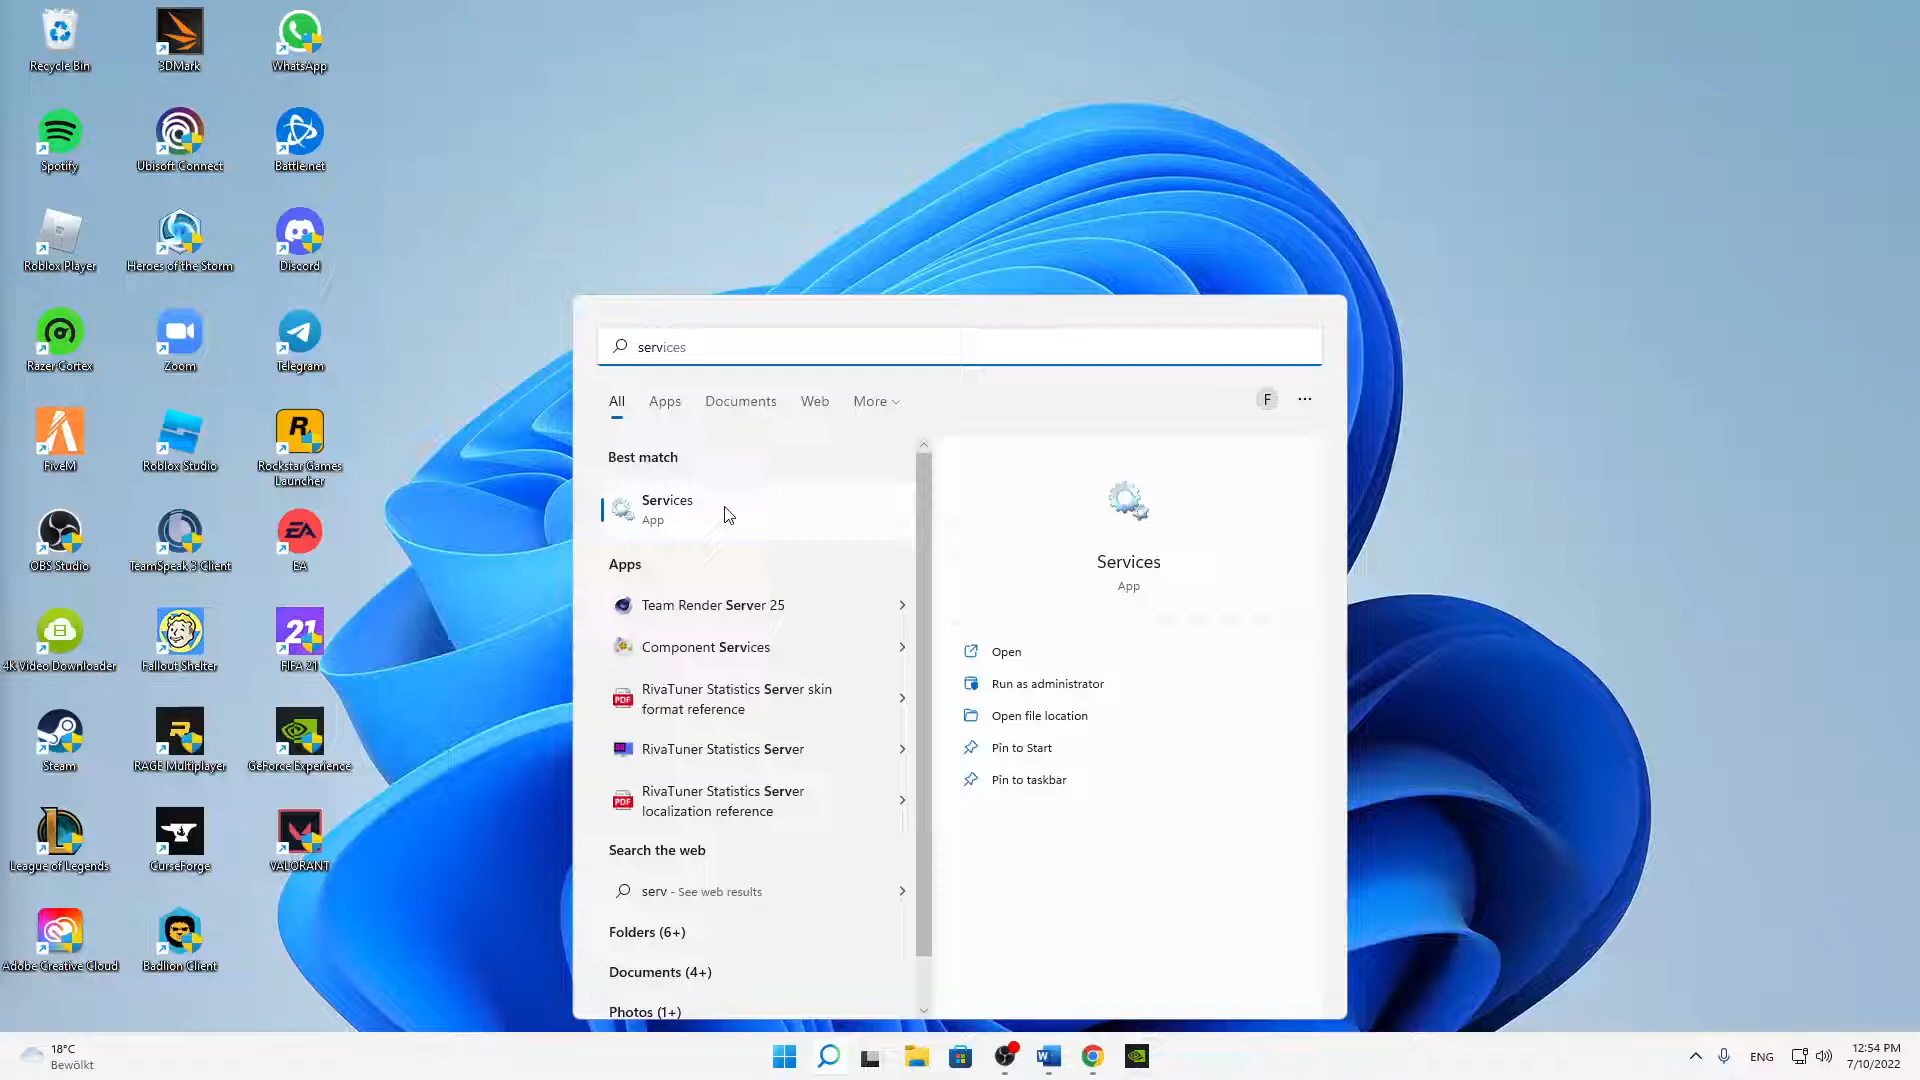 Recycle Bin
3DMark
WhatsApp
Spotify
Ubisoft Connect
Battle.net
Roblox Player
Heroes of the Storm
Discord
Razer Cortex
Zoom
Telegram
FiveM
Roblox Studio
Rockstar Games
Launcher
OBS Studio
TeamSpeak 3 Client
EA
4K Video Downloader
Fallout Shelter
FIFA 21
Steam
RAGE Multiplayer
GeForce Experience
League of Legends
CurseForge
VALORANT
Adobe Creative Cloud
Badlion Client
services
All Apps Documents Web More
F
Best match
Services
App
Apps
Team Render Server 25
Component Services
RivaTuner Statistics Server skin
format reference
RivaTuner Statistics Server
RivaTuner Statistics Server
localization reference
Search the web
serv - See web results
Folders (6+)
Documents (4+)
Photos (1+)
Services
App
Open
Run as administrator
Open file location
Pin to Start
Pin to taskbar
18°C
Bewölkt
ENG
12:54 PM
7/10/2022